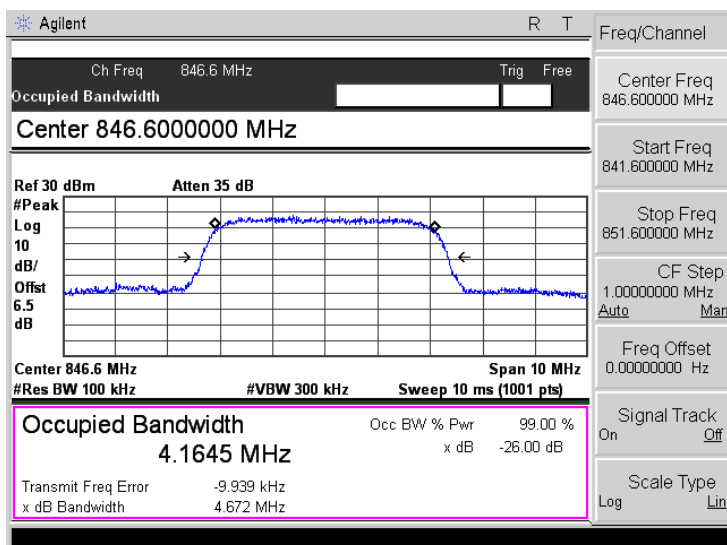 Agilent R T
Ch Freq 846.6 MHz Trig Free
Occupied Bandwidth
Center 846.6000000 MHz
Ref 30 dBm Atten 35 dB
#Peak
Log
10
dB/
Offst
6.5
dB
Center 846.6 MHz Span 10 MHz
#Res BW 100 kHz #VBW 300 kHz Sweep 10 ms (1001 pts)
Occupied Bandwidth
4.1645 MHz
Occ BW % Pwr 99.00 %
x dB -26.00 dB
Transmit Freq Error -9.939 kHz
x dB Bandwidth 4.672 MHz
Freq/Channel
Center Freq
846.600000 MHz
Start Freq
841.600000 MHz
Stop Freq
851.600000 MHz
CF Step
1.00000000 MHz
Auto Man
Freq Offset
0.00000000 Hz
Signal Track
On Off
Scale Type
Log Lin